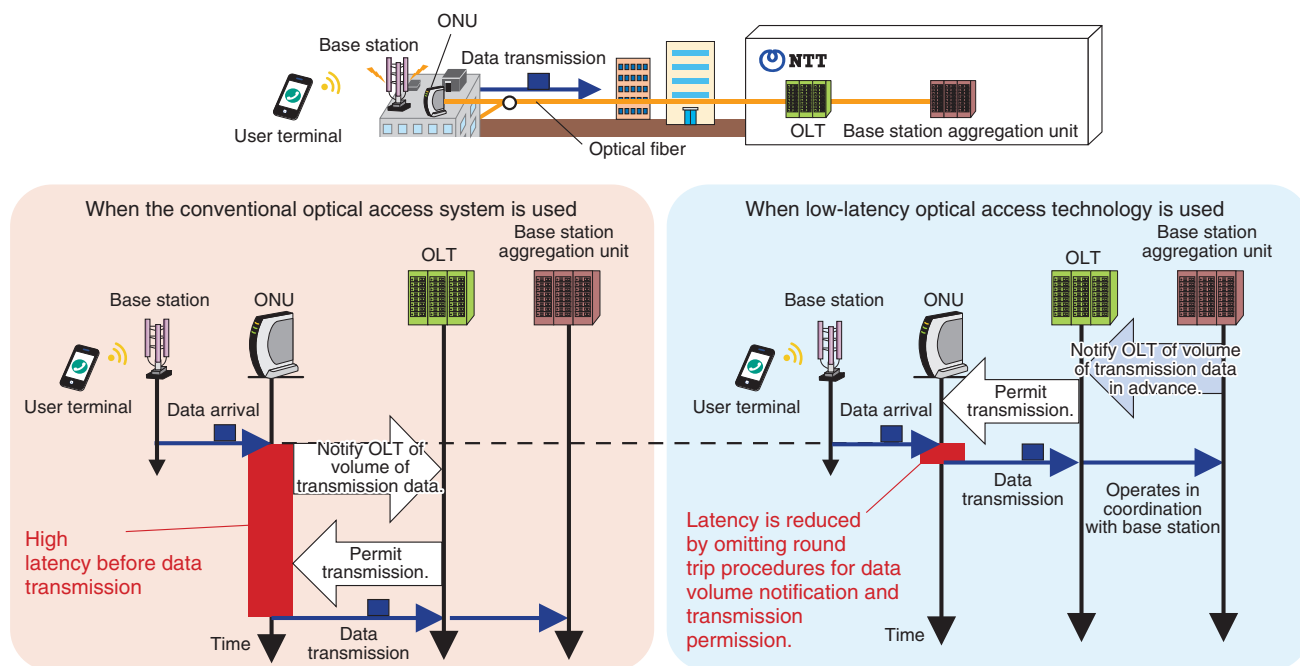 ONU
Base station
Data transmission
NTT
User terminal
Optical fiber
OLT
Base station aggregation unit
When the conventional optical access system is used
Base station
aggregation unit
OLT
ONU
Base station
User terminal
Data arrival
Notify OLT of
volume of
transmission data.
High
latency before data
transmission
Permit
transmission.
Time
Data
transmission
When low-latency optical access technology is used
Base station
aggregation unit
OLT
ONU
Base station
Notify OLT of volume
of transmission data
in advance.
Permit
transmission.
User terminal
Data arrival
Data
transmission
Operates in
coordination
with base station
Latency is reduced
by omitting round
trip procedures for data
volume notification and
transmission
permission.
Time